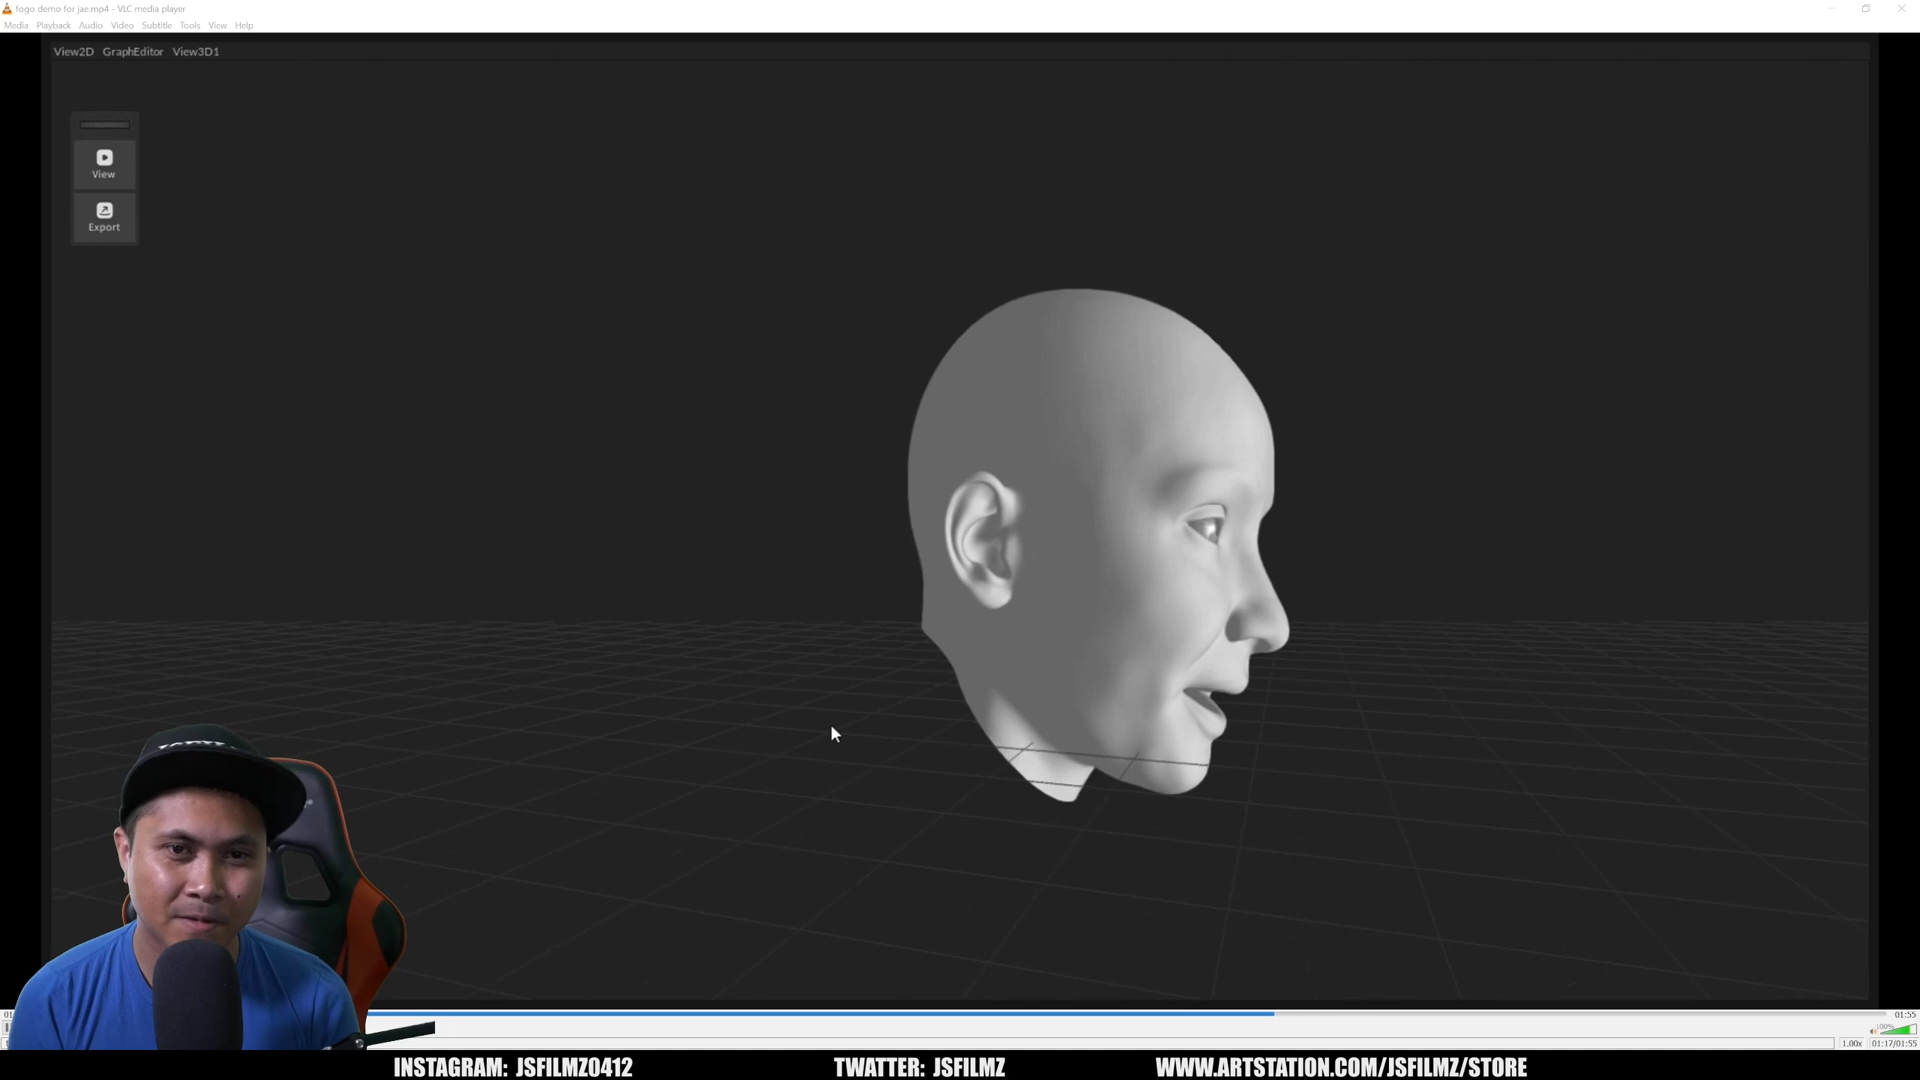 fogo demo for jae.mp4 - VLC media player
Media Playback Audio Video Subtitle Tools View Help
View2D GraphEditor View3D1
View
Export
01:55
100%
1.00x 01:17/01:55
INSTAGRAM: JSFILMZ0412 TWATTER: JSFILMZ WWW.ARTSTATION.COM/JSFILMZ/STORE